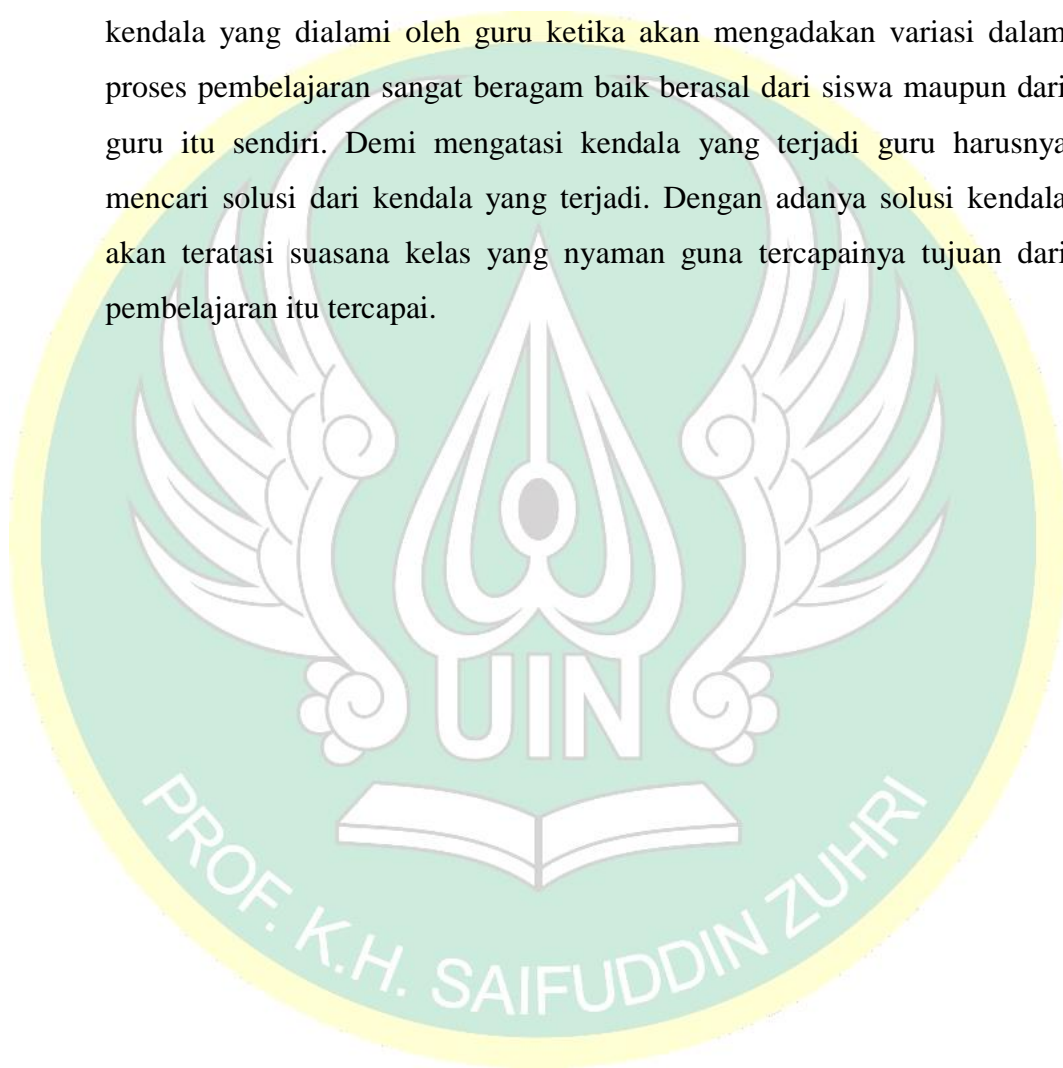 kendala yang dialami oleh guru ketika akan mengadakan variasi dalam
proses pembelajaran sangat beragam baik berasal dari siswa maupun dari
guru itu sendiri. Demi mengatasi kendala yang terjadi guru harusnya
mencari solusi dari kendala yang terjadi. Dengan adanya solusi kendala
akan teratasi suasana kelas yang nyaman guna tercapainya tujuan dari
pembelajaran itu tercapai.
UIN
PROF. K.H. SAIFUDDIN ZUHRI